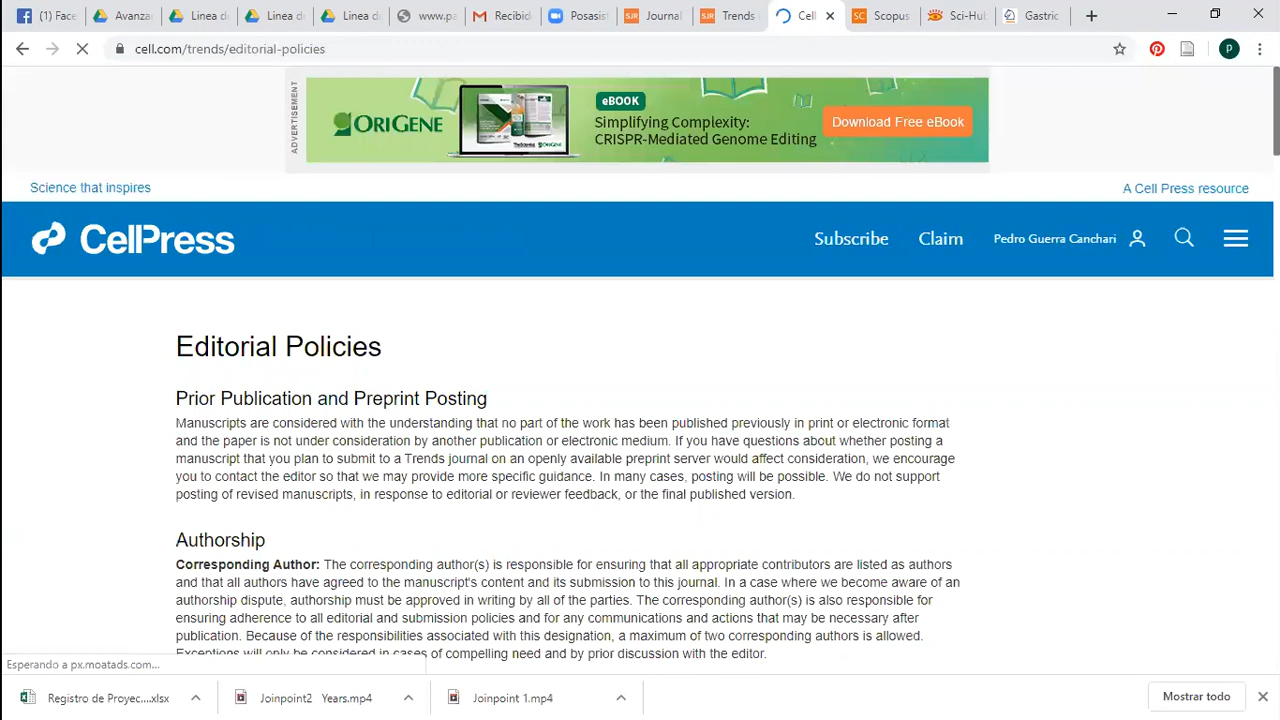 (1) Face
Avanza
Linea d
Linea d
Linea d
www.pa
Recibid
Posasist
SJR
Journal
SJR
Trends
Cell
SC
Scopus
Sci-Hu
Gastric
cell.com/trends/editorial-policies
P
ADVERTISEMENT
ORIGENE
eBOOK
Simplifying Complexity:
CRISPR-Mediated Genome Editing
Download Free eBook
Science that inspires
A Cell Press resource
CellPress
Subscribe
Claim
Pedro Guerra Canchari
Editorial Policies
Prior Publication and Preprint Posting
Manuscripts are considered with the understanding that no part of the work has been published previously in print or electronic format
and the paper is not under consideration by another publication or electronic medium. If you have questions about whether posting a
manuscript that you plan to submit to a Trends journal on an openly available preprint server would affect consideration, we encourage
you to contact the editor so that we may provide more specific guidance. In many cases, posting will be possible. We do not support
posting of revised manuscripts, in response to editorial or reviewer feedback, or the final published version.
Authorship
Corresponding Author: The corresponding author(s) is responsible for ensuring that all appropriate contributors are listed as authors
and that all authors have agreed to the manuscript's content and its submission to this journal. In a case where we become aware of an
authorship dispute, authorship must be approved in writing by all of the parties. The corresponding author(s) is also responsible for
ensuring adherence to all editorial and submission policies and for any communications and actions that may be necessary after
publication. Because of the responsibilities associated with this designation, a maximum of two corresponding authors is allowed.
Exceptions will only be considered in cases of compelling need and by prior discussion with the editor.
Esperando a px.moatads.com...
Registro de Proyec....xlsx
Joinpoint2 Years.mp4
Joinpoint 1.mp4
Mostrar todo